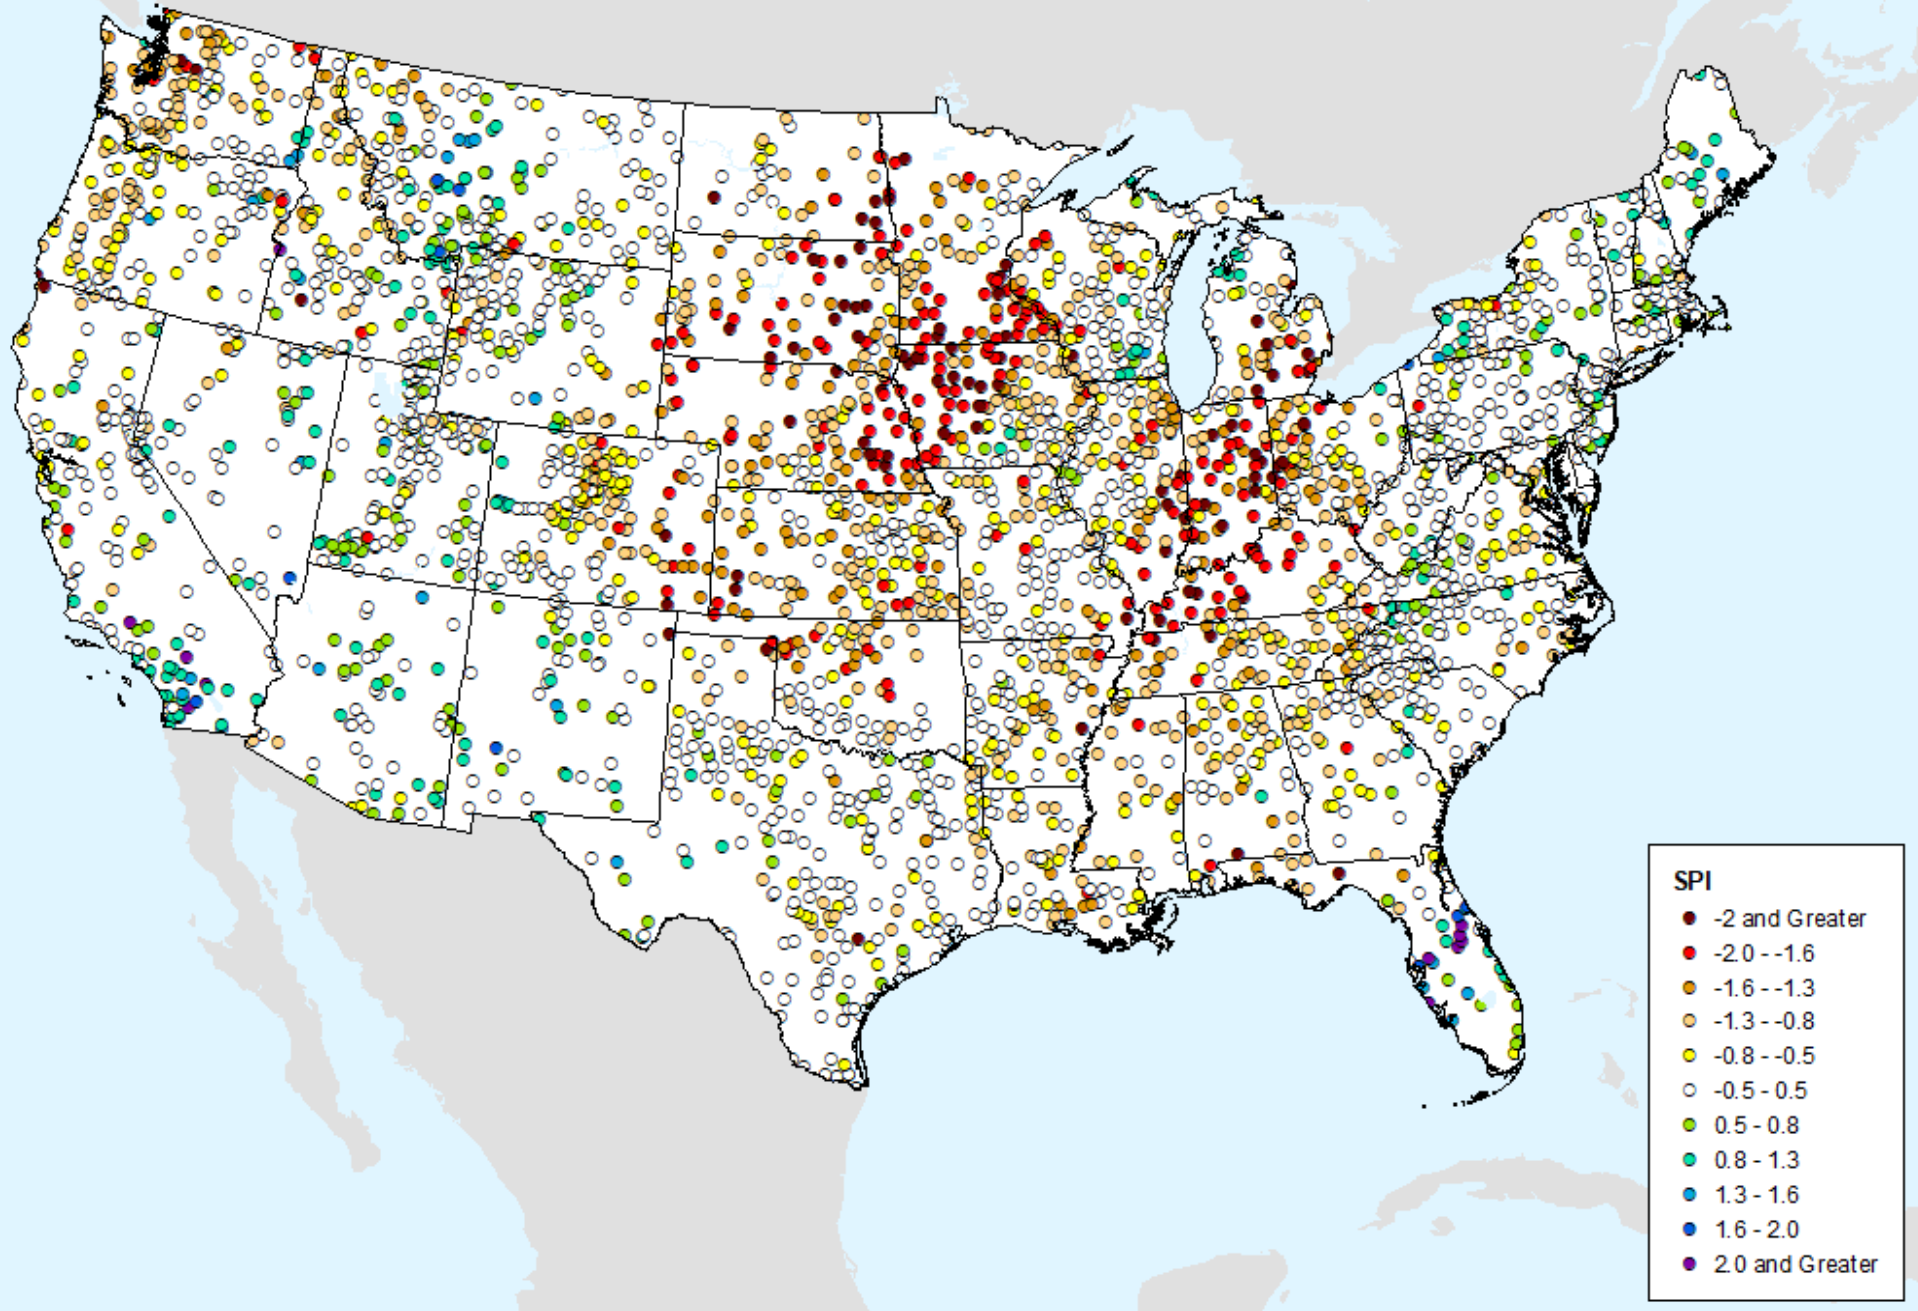 SPI
-2 and Greater
-2.0 - -1.6
-1.6 - -1.3
-1.3 - -0.8
-0.8 - -0.5
-0.5 - 0.5
0.5 - 0.8
0.8 - 1.3
1.3 - 1.6
1.6 - 2.0
2.0 and Greater